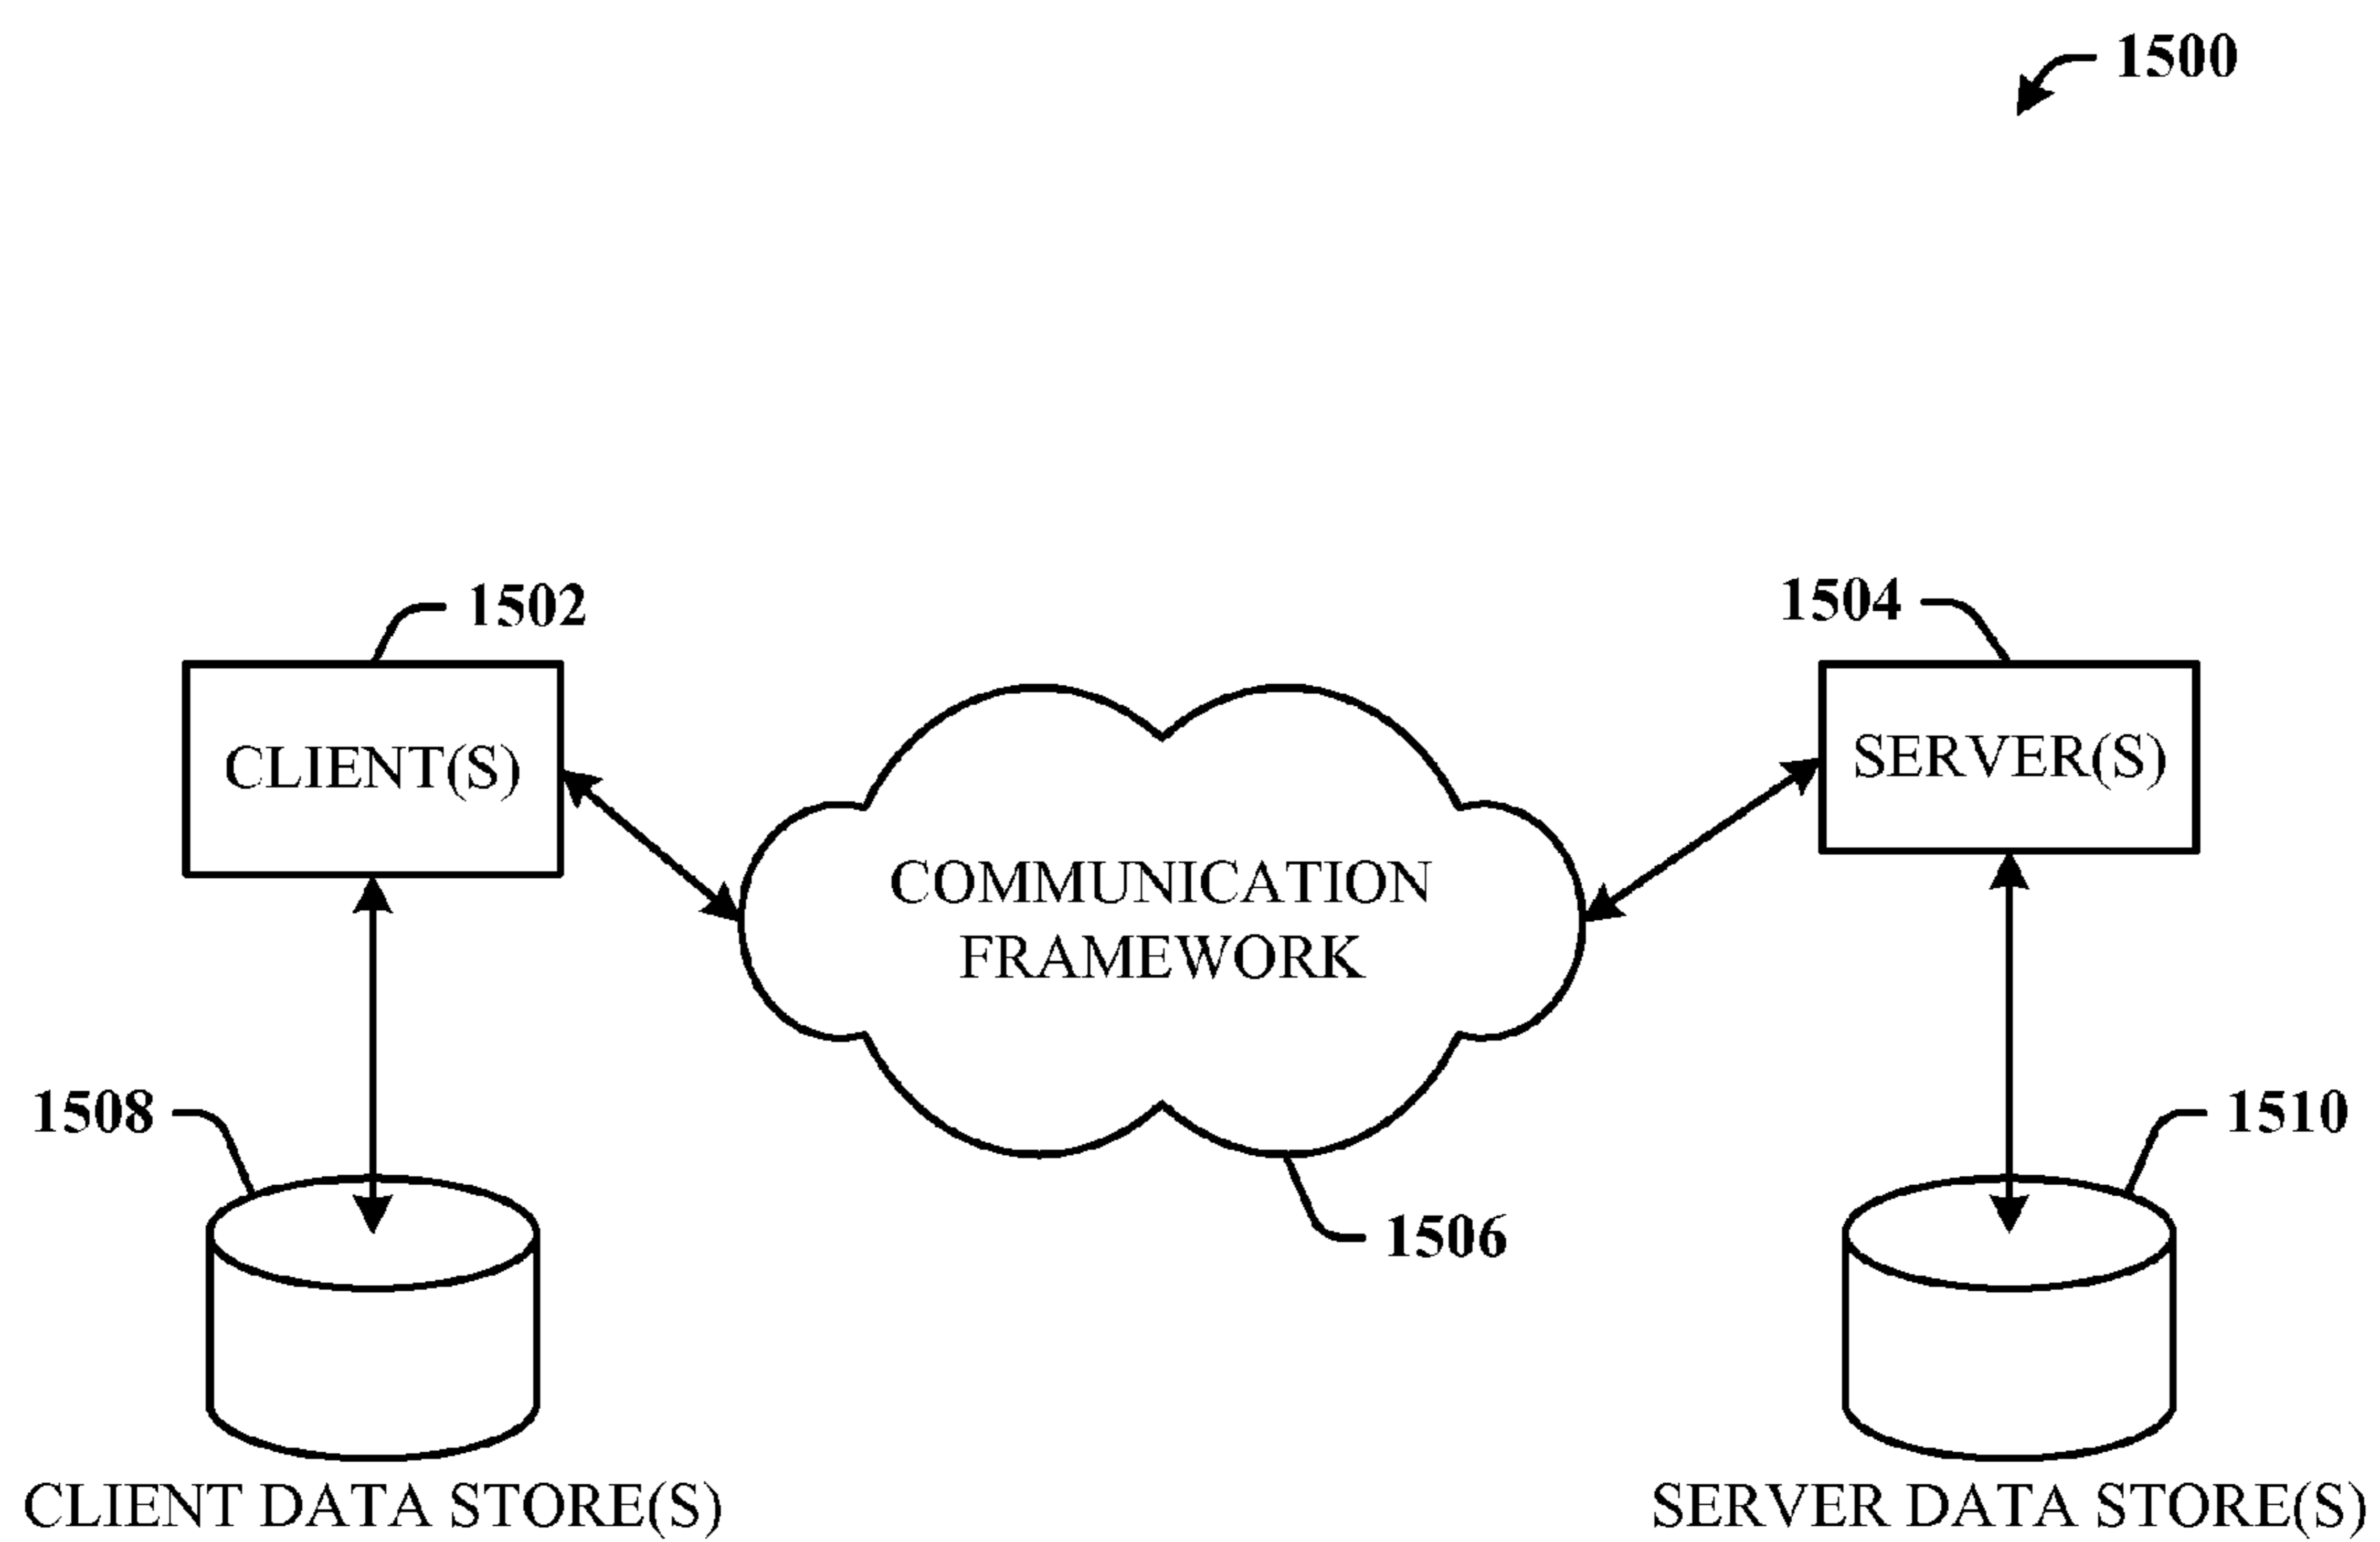 1500
1502
1504
CLIENT(S)
SERVER(S)
COMMUNICATION
FRAMEWORK
1508
1510
1506
CLIENT DATA STORE(S)
SERVER DATA STORE(S)